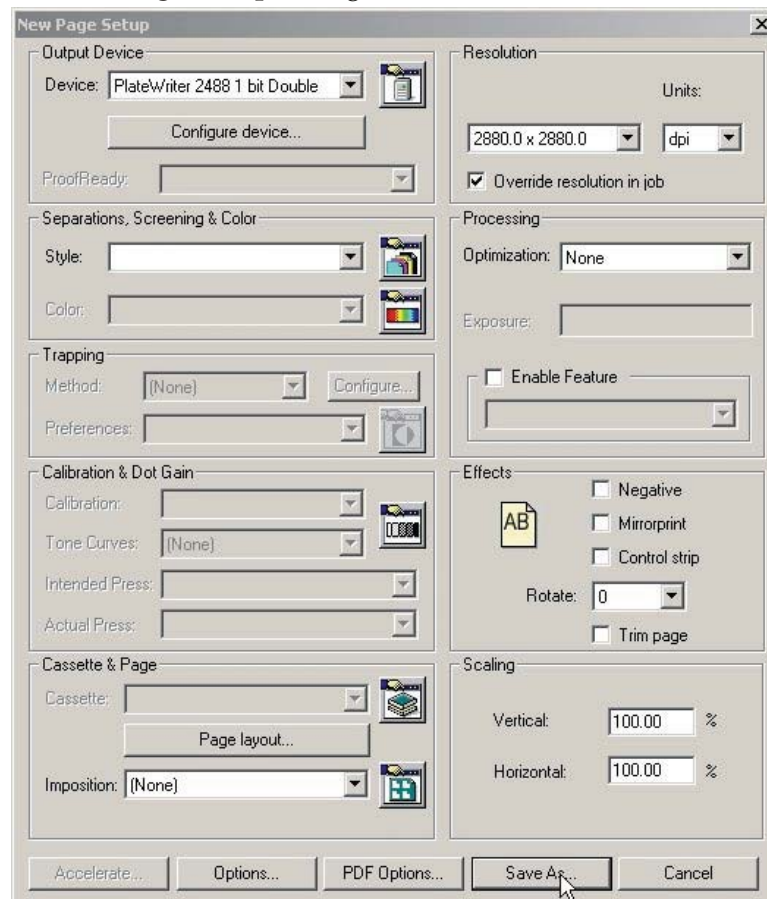 New Page Setup
Output Device
Device: PlateWriter 2488 1 bit Double
Configure device...
ProofReady:
Separations, Screening & Color
Style:
Color:
Trapping
Method: (None) Configure...
Preferences:
Calibration & Dot Gain
Calibration:
Tone Curves: (None)
Intended Press:
Actual Press:
Cassette & Page
Cassette:
Page layout...
Imposition: (None)
Resolution
Units:
2880.0 x 2880.0 dpi
Override resolution in job
Processing
Optimization: None
Exposure:
Enable Feature
Effects
AB
Negative
Mirrorprint
Control strip
Rotate: 0
Trim page
Scaling
Vertical: 100.00 %
Horizontal: 100.00 %
Accelerate... Options... PDF Options... Save As... Cancel